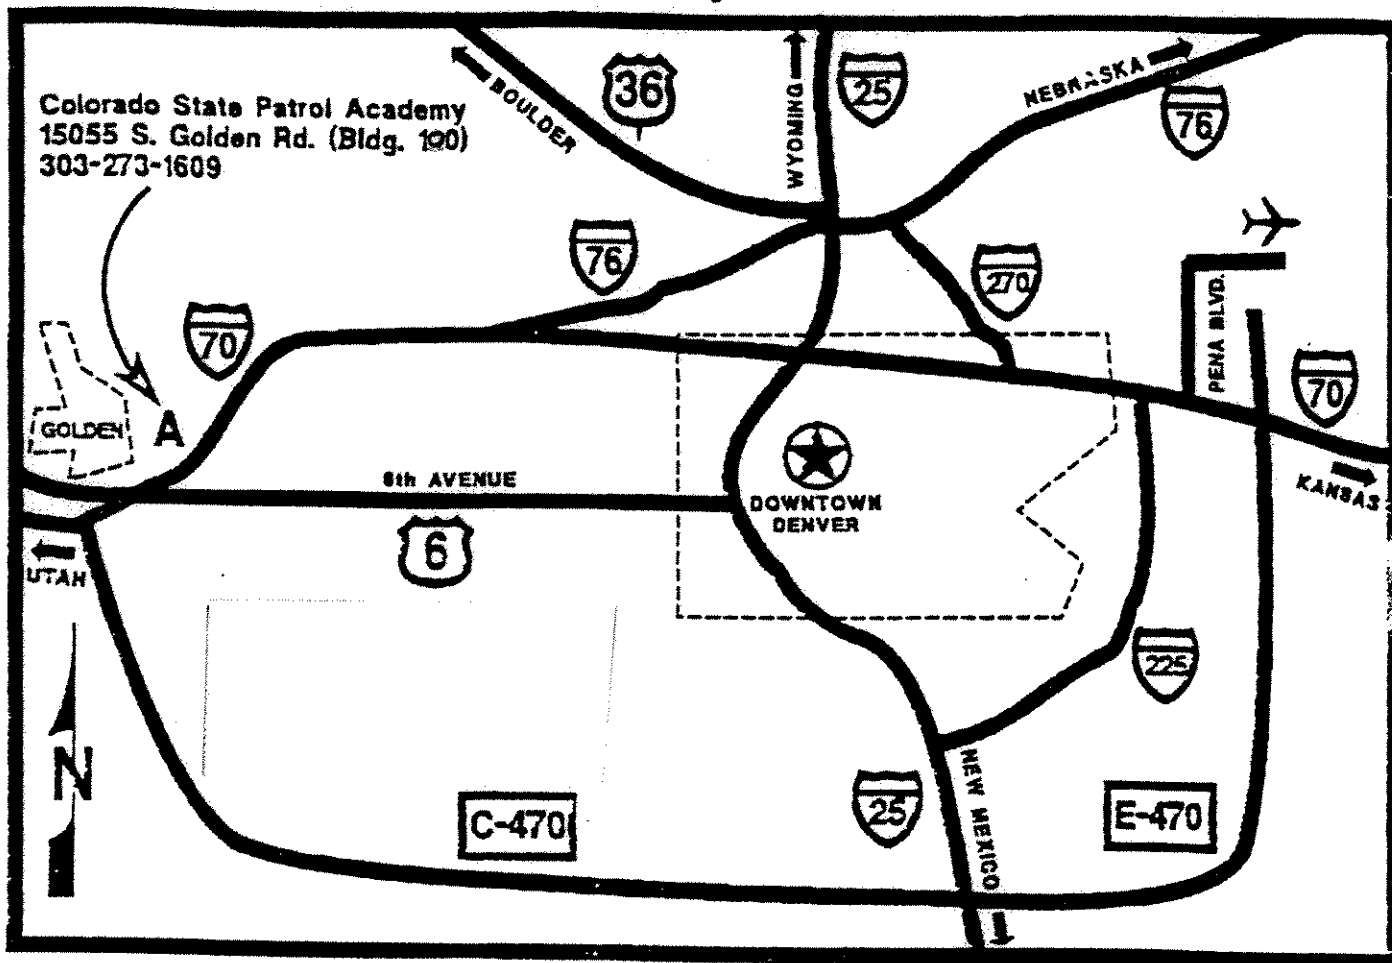 Colorado State Patrol Academy
15055 S. Golden Rd. (Bldg. 100)
303-273-1609
BOULDER
36
WYOMING
25
NEBRASKA
76
76
270
PENA BLVD.
70
70
GOLDEN
A
6th AVENUE
6
DOWNTOWN
DENVER
KANSAS
UTAH
225
N
C-470
25
NEW MEXICO
E-470